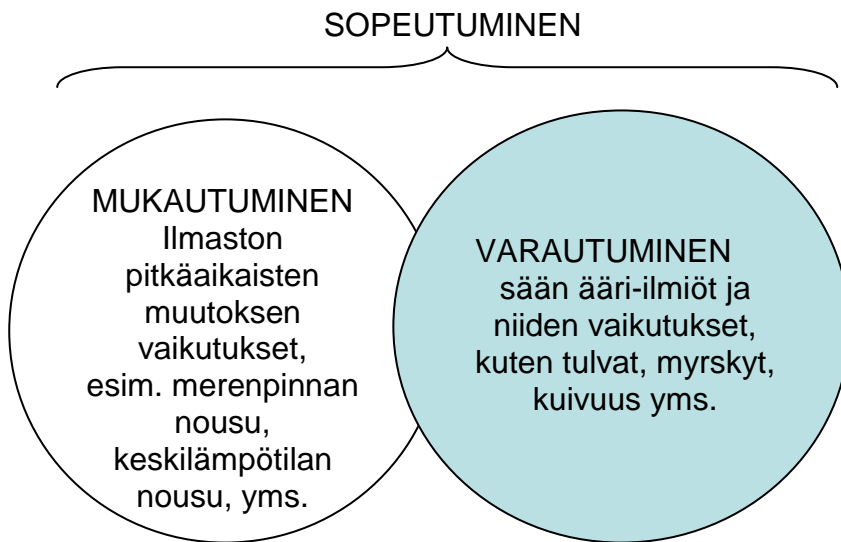 SOPEUTUMINEN
MUKAUTUMINEN
Ilmaston
pitkäaikaisten
muutoksen
vaikutukset,
esim. merenpinnan
nousu,
keskilämpötilan
nousu, yms.
VARAUTUMINEN
sään ääri-ilmiöt ja
niiden vaikutukset,
kuten tulvat, myrskyt,
kuivuus yms.